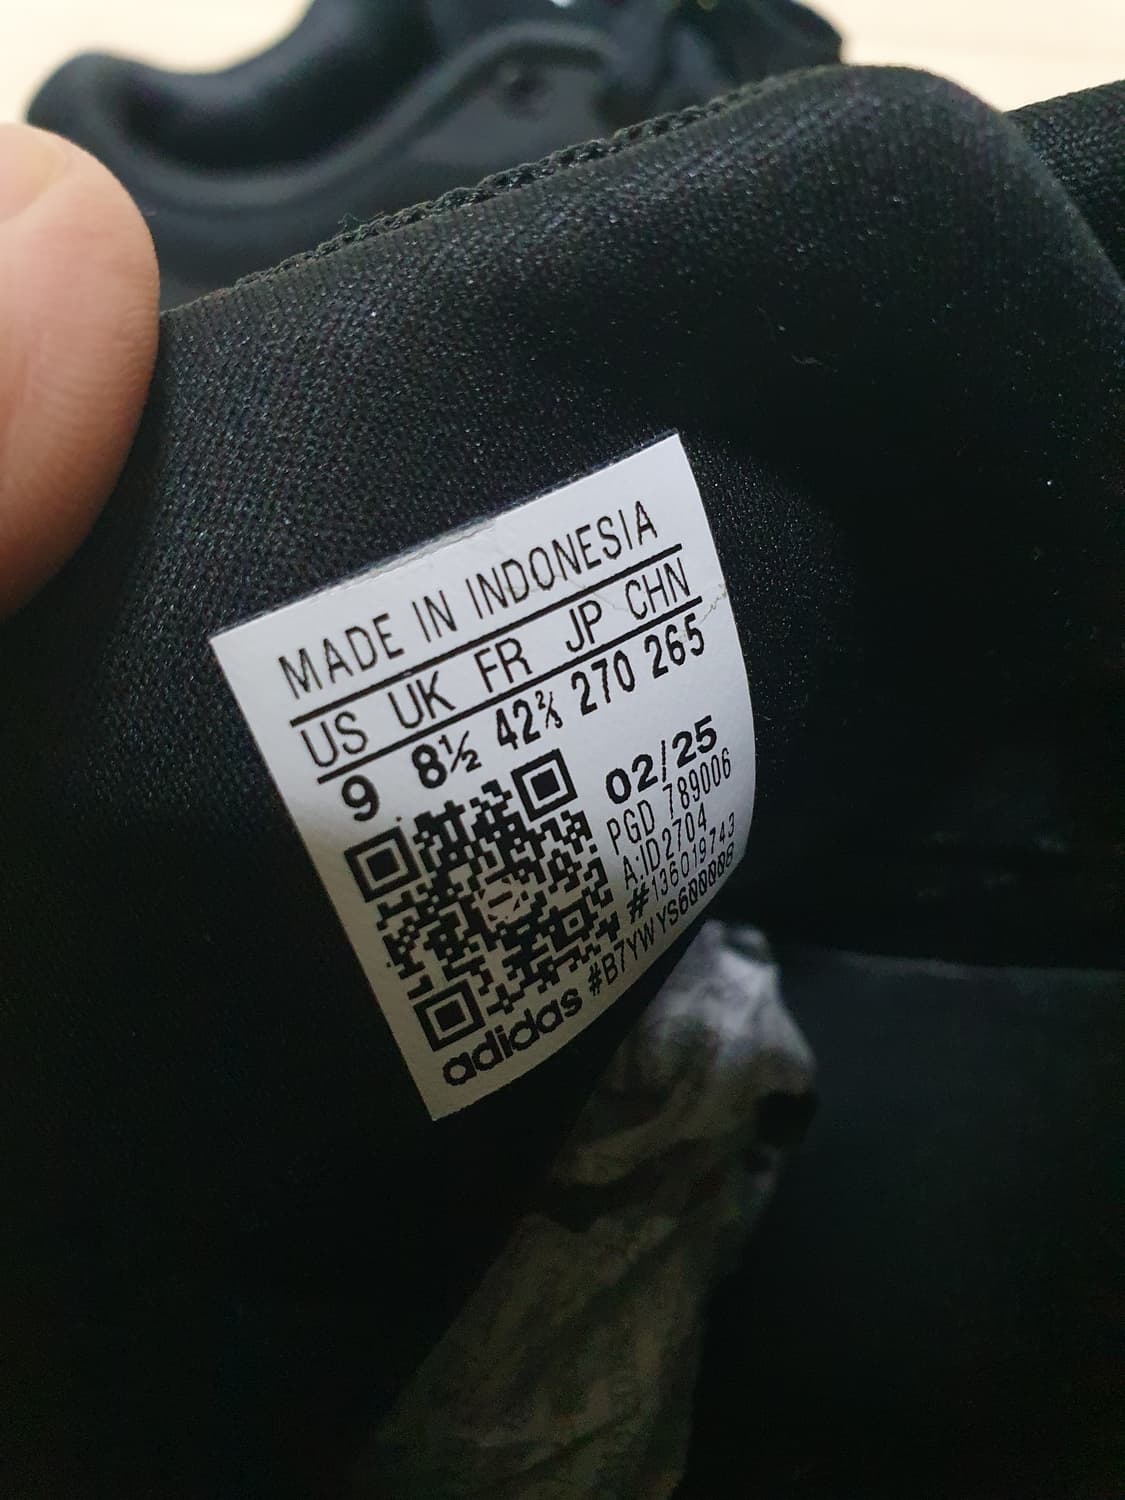 MADE IN INDONESIA
US UK FR JP CHN
9 8½ 42⅔ 270 265
02/25
PGD 789006
A:ID2704
#136019743
#B7YWYS600008
adidas